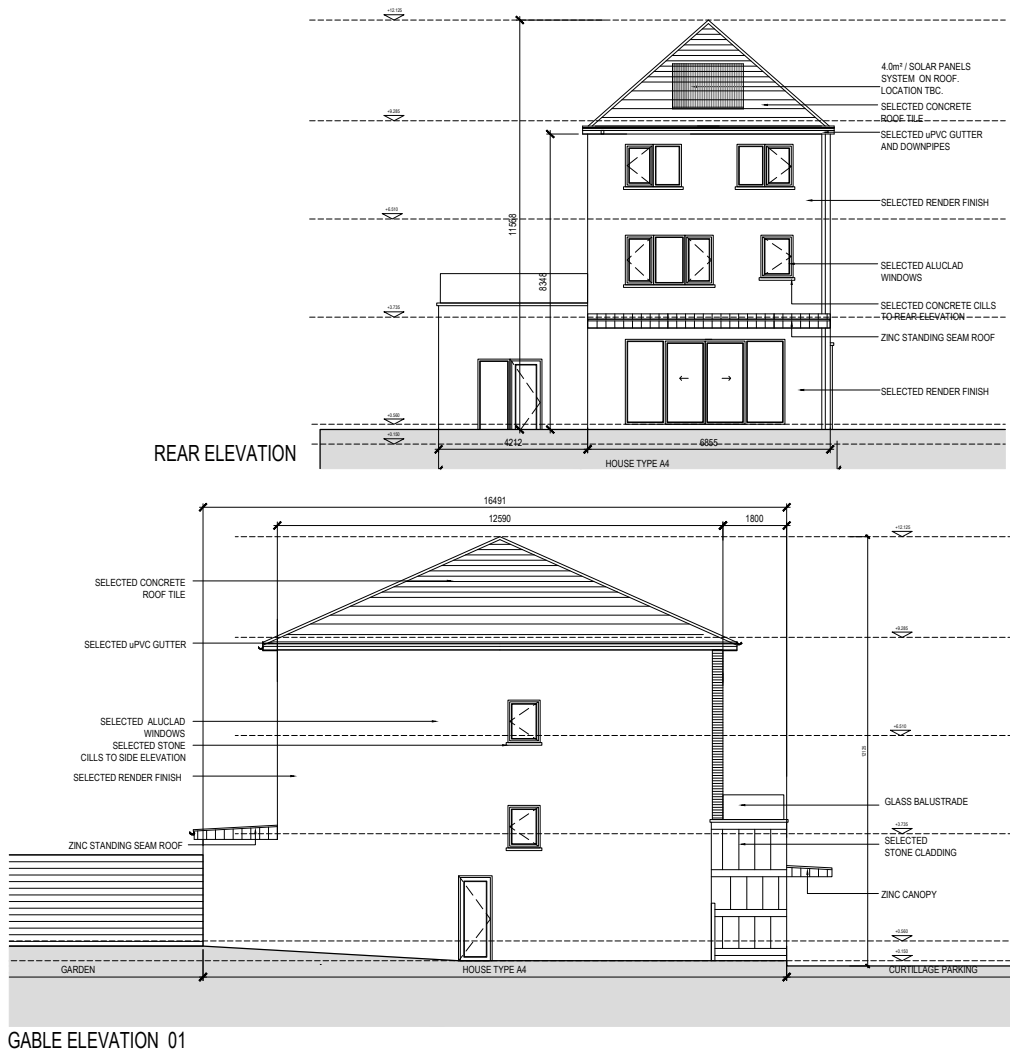 +12.125
4.0m² / SOLAR PANELS
SYSTEM ON ROOF.
LOCATION TBC.
SELECTED CONCRETE
ROOF TILE
+9.285
SELECTED uPVC GUTTER
AND DOWNPIPES
SELECTED RENDER FINISH
+6.510
11568
SELECTED ALUCLAD
WINDOWS
8348
SELECTED CONCRETE CILLS
TO REAR ELEVATION
+3.735
ZINC STANDING SEAM ROOF
SELECTED RENDER FINISH
+0.560
+0.150
4212
6855
REAR ELEVATION
HOUSE TYPE A4
16491
12590
1800
+12.125
SELECTED CONCRETE
ROOF TILE
+9.285
SELECTED uPVC GUTTER
SELECTED ALUCLAD
WINDOWS
+6.510
SELECTED STONE
CILLS TO SIDE ELEVATION
SELECTED RENDER FINISH
GLASS BALUSTRADE
+3.735
ZINC STANDING SEAM ROOF
SELECTED
STONE CLADDING
ZINC CANOPY
+0.560
+0.150
GARDEN
HOUSE TYPE A4
CURTILLAGE PARKING
GABLE ELEVATION 01